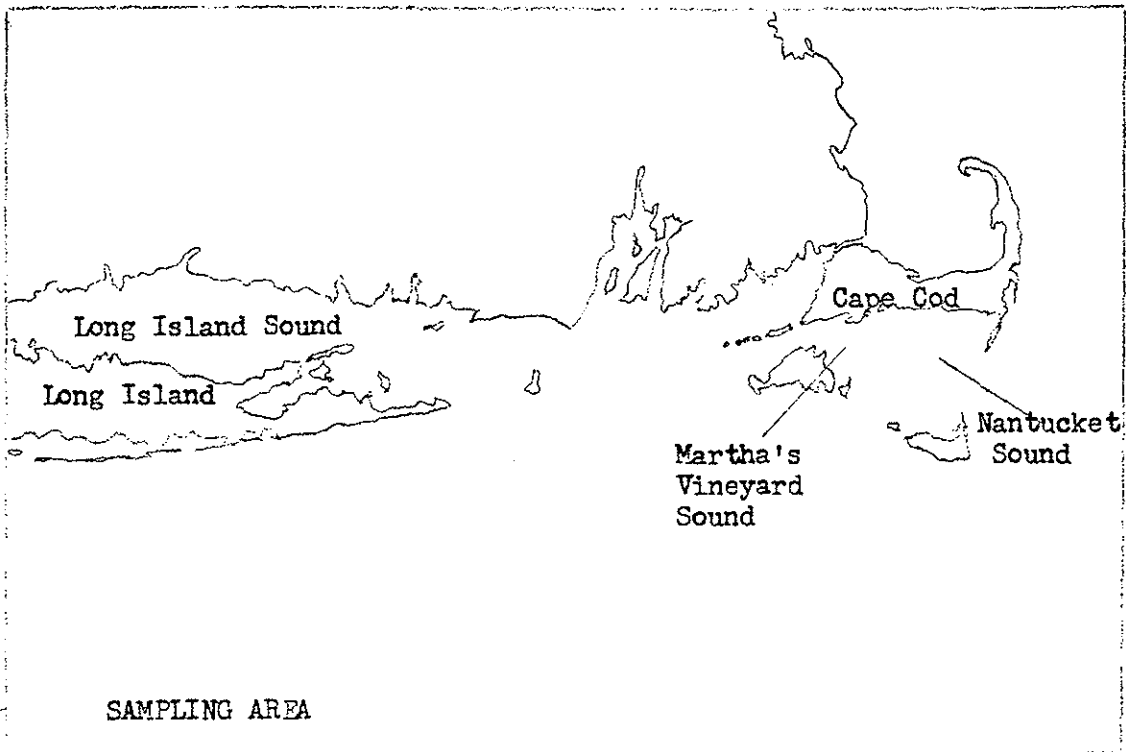 Cape Cod
Long Island Sound
Long Island
Nantucket
Sound
Martha's
Vineyard
Sound
SAMPLING AREA